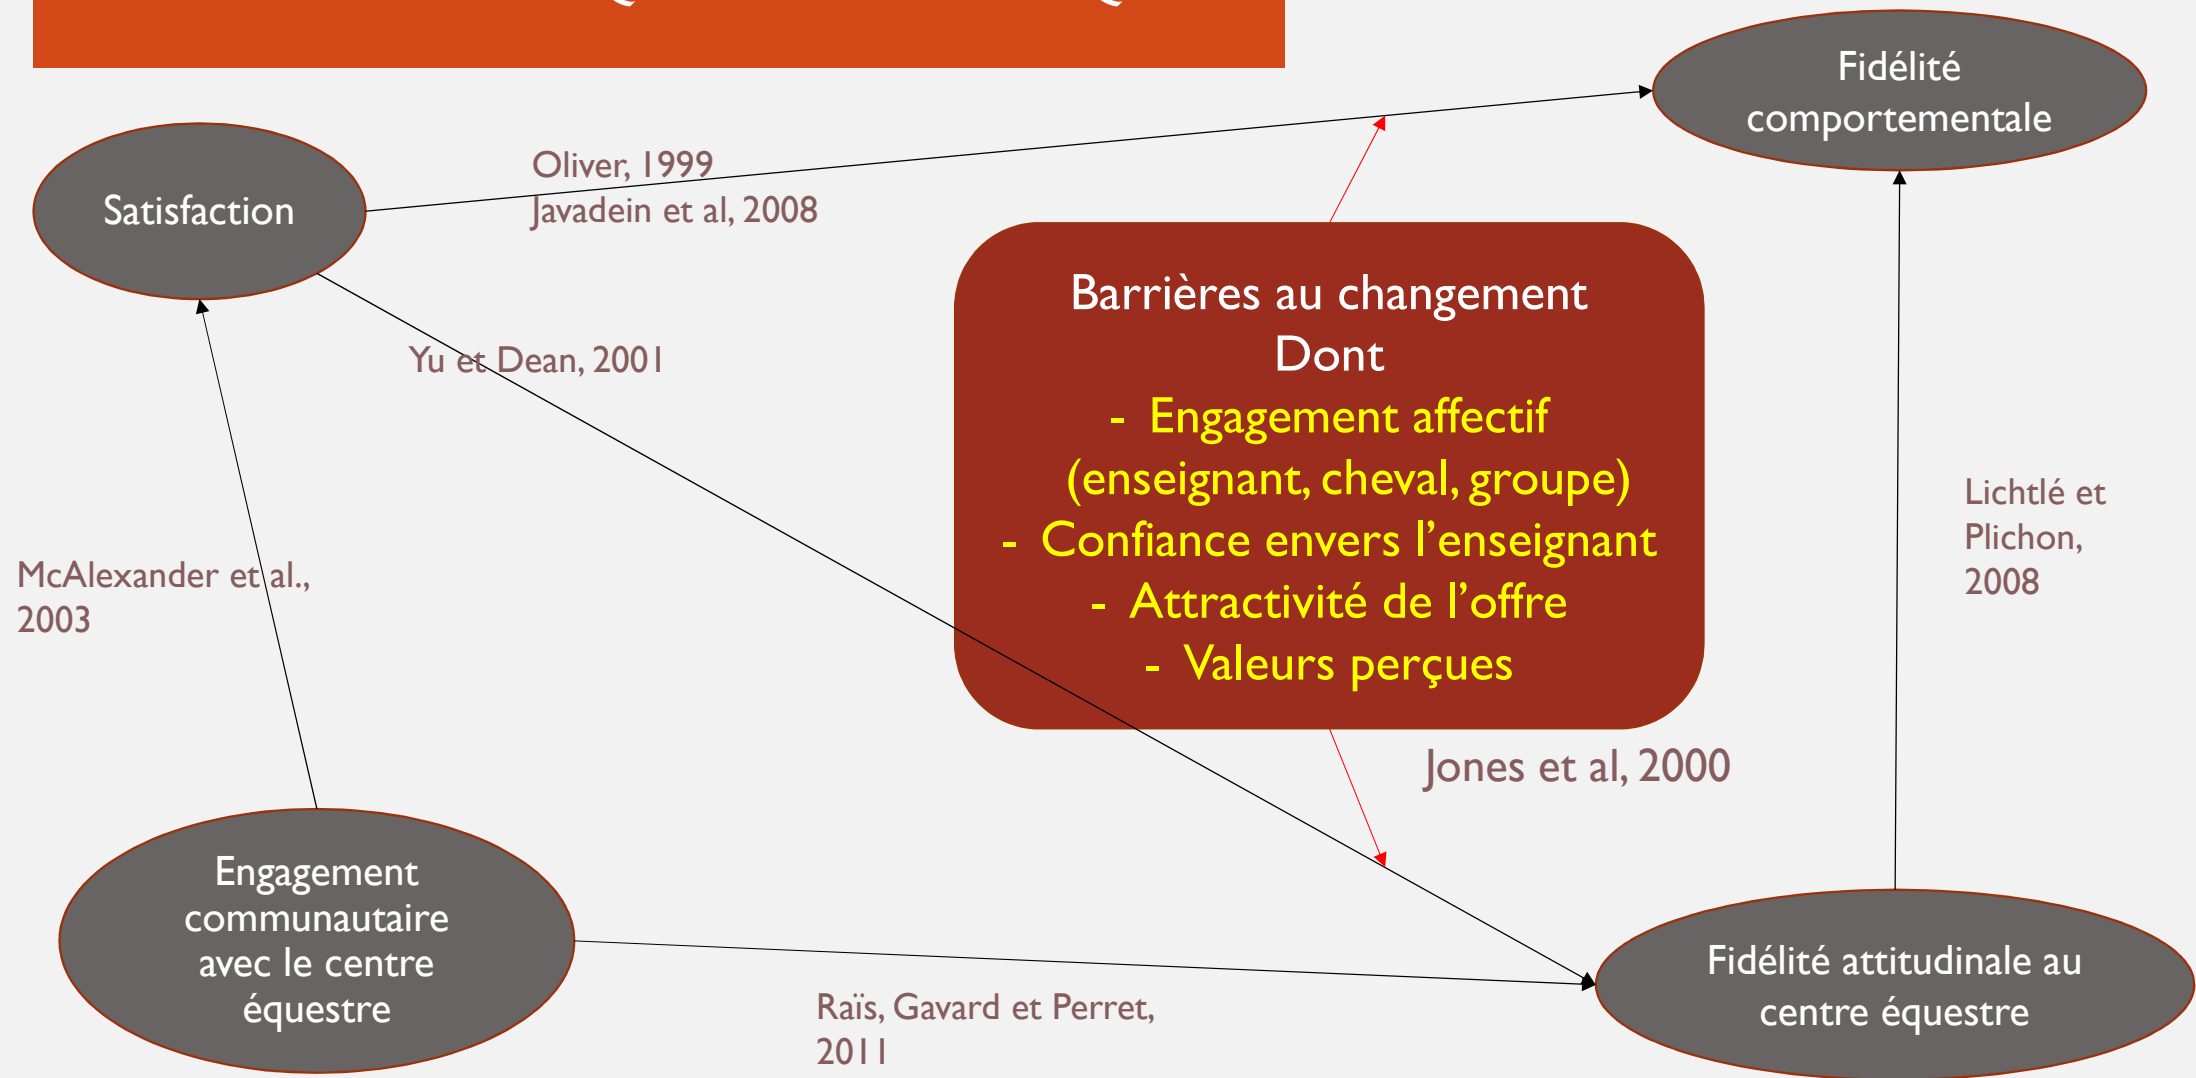 Fidélité
comportementale
Satisfaction
Oliver, 1999
Javadein et al, 2008
Barrières au changement
Dont
- Engagement affectif
(enseignant, cheval, groupe)
- Confiance envers l’enseignant
- Attractivité de l’offre
- Valeurs perçues
Yu et Dean, 2001
McAlexander et al.,
2003
Lichtlé et
Plichon,
2008
Jones et al, 2000
Engagement
communautaire
avec le centre
équestre
Raïs, Gavard et Perret,
2011
Fidélité attitudinale au
centre équestre